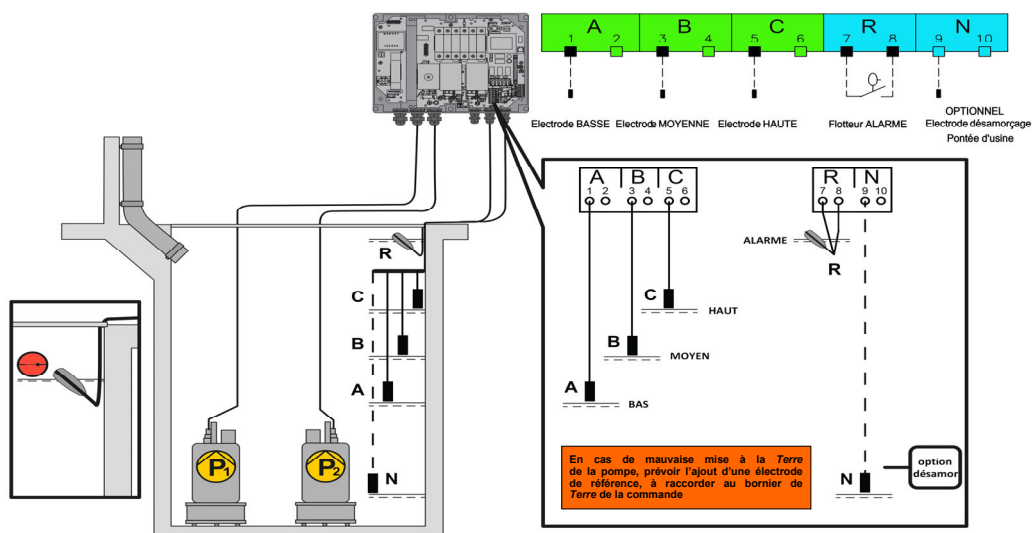 A B C R N
1 2 3 4 5 6 7 8 9 10
Electrode BASSE Electrode MOYENNE Electrode HAUTE Flotteur ALARME
OPTIONNEL
Electrode désamorçage
Pontée d'usine
A B C R N
1 2 3 4 5 6 7 8 9 10
ALARME
R
C
HAUT
B
MOYEN
A
BAS
N
option
désamor
En cas de mauvaise mise à la Terre
de la pompe, prévoir l'ajout d'une électrode
de référence, à raccorder au bornier de
Terre de la commande
R
C
B
A
N
P1
P2